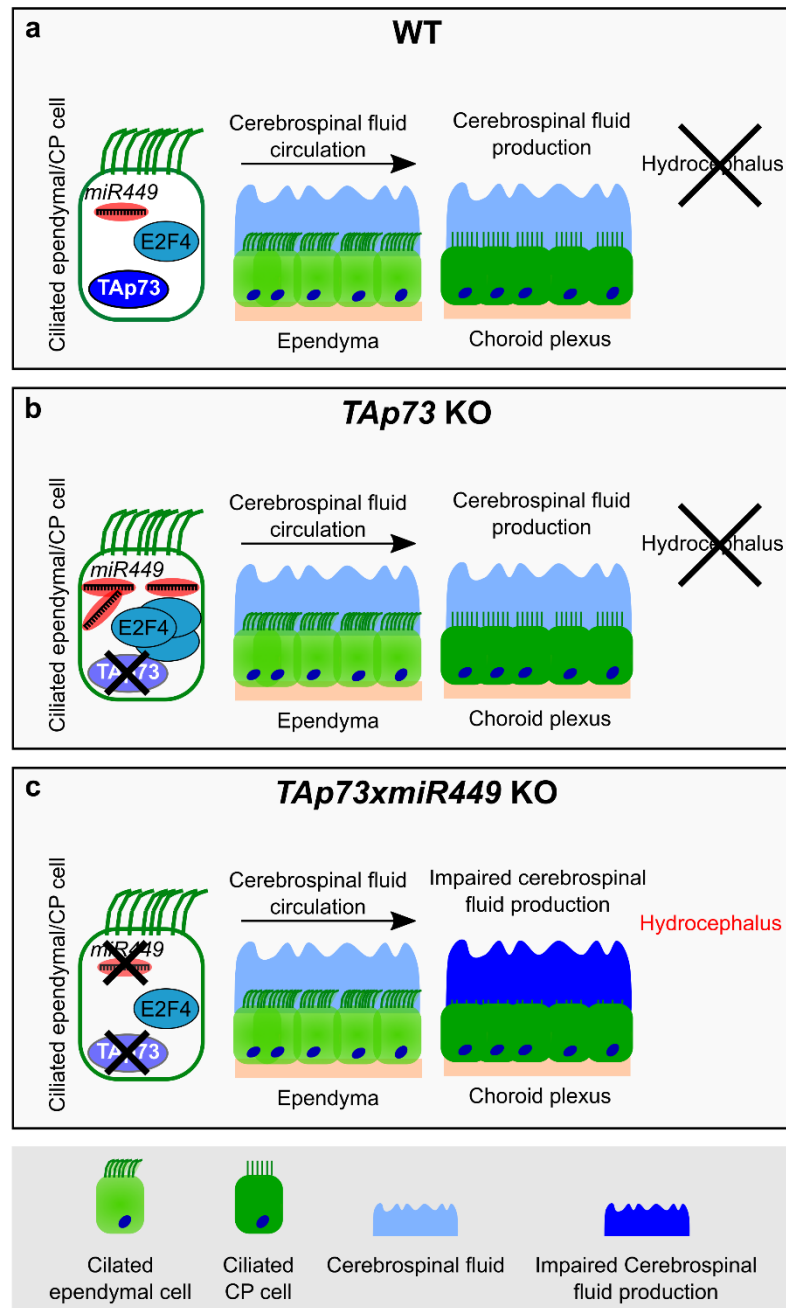 a
WT
Ciliated ependymal/CP cell
miR449
E2F4
TAp73
Cerebrospinal fluid
circulation
Ependyma
Cerebrospinal fluid
production
Choroid plexus
Hydrocephalus
b
TAp73 KO
Ciliated ependymal/CP cell
miR449
E2F4
TAp73
Cerebrospinal fluid
circulation
Ependyma
Cerebrospinal fluid
production
Choroid plexus
Hydrocephalus
c
TAp73xmiR449 KO
Ciliated ependymal/CP cell
miR449
E2F4
TAp73
Cerebrospinal fluid
circulation
Ependyma
Impaired cerebrospinal
fluid production
Choroid plexus
Hydrocephalus
Cilated
ependymal cell
Ciliated
CP cell
Cerebrospinal fluid
Impaired Cerebrospinal
fluid production